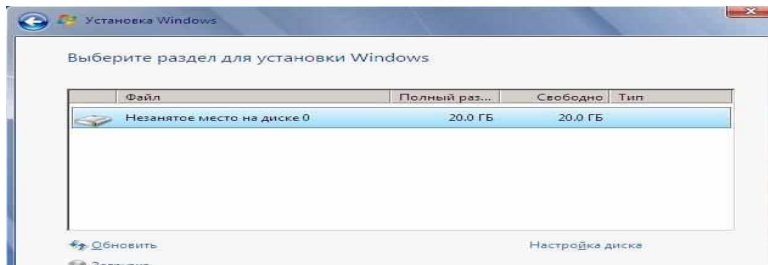 Установка Windows
Выберите раздел для установки Windows
Файл Полный раз... Свободно Тип
Незанятое место на диске 0 20.0 ГБ 20.0 ГБ
Обновить Настройка диска